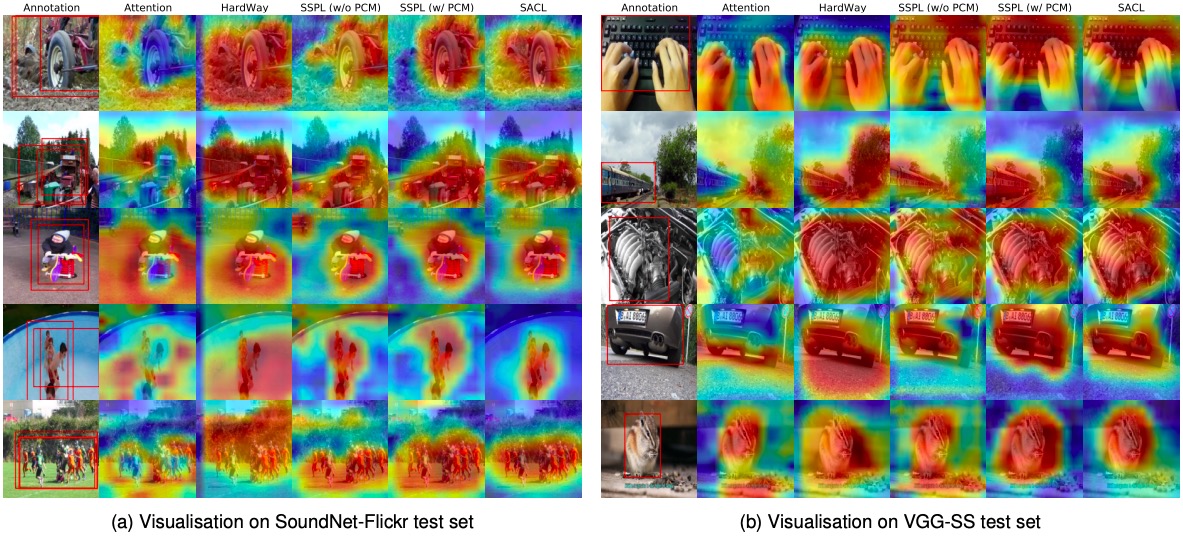 Annotation Attention HardWay SSPL (w/o PCM) SSPL (w/ PCM) SACL
Annotation Attention HardWay SSPL (w/o PCM) SSPL (w/ PCM) SACL
(a) Visualisation on SoundNet-Flickr test set
(b) Visualisation on VGG-SS test set